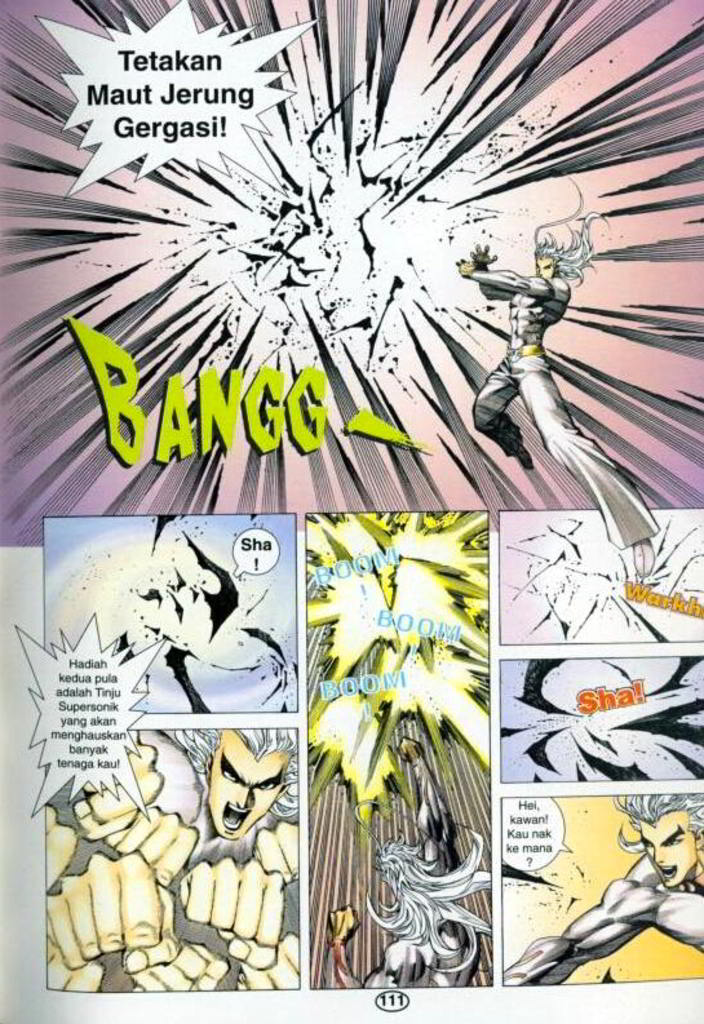 Tetakan
Maut Jerung
Gergasi!
BANGG
Sha
!
Hadiah
kedua pula
adalah Tinju
Supersonik
yang akan
menghauskan
banyak
tenaga kau!
BOOM
!
BOOM
!
BOOM
!
Warkh
Sha!
Hei,
kawan!
Kau nak
ke mana
?
111